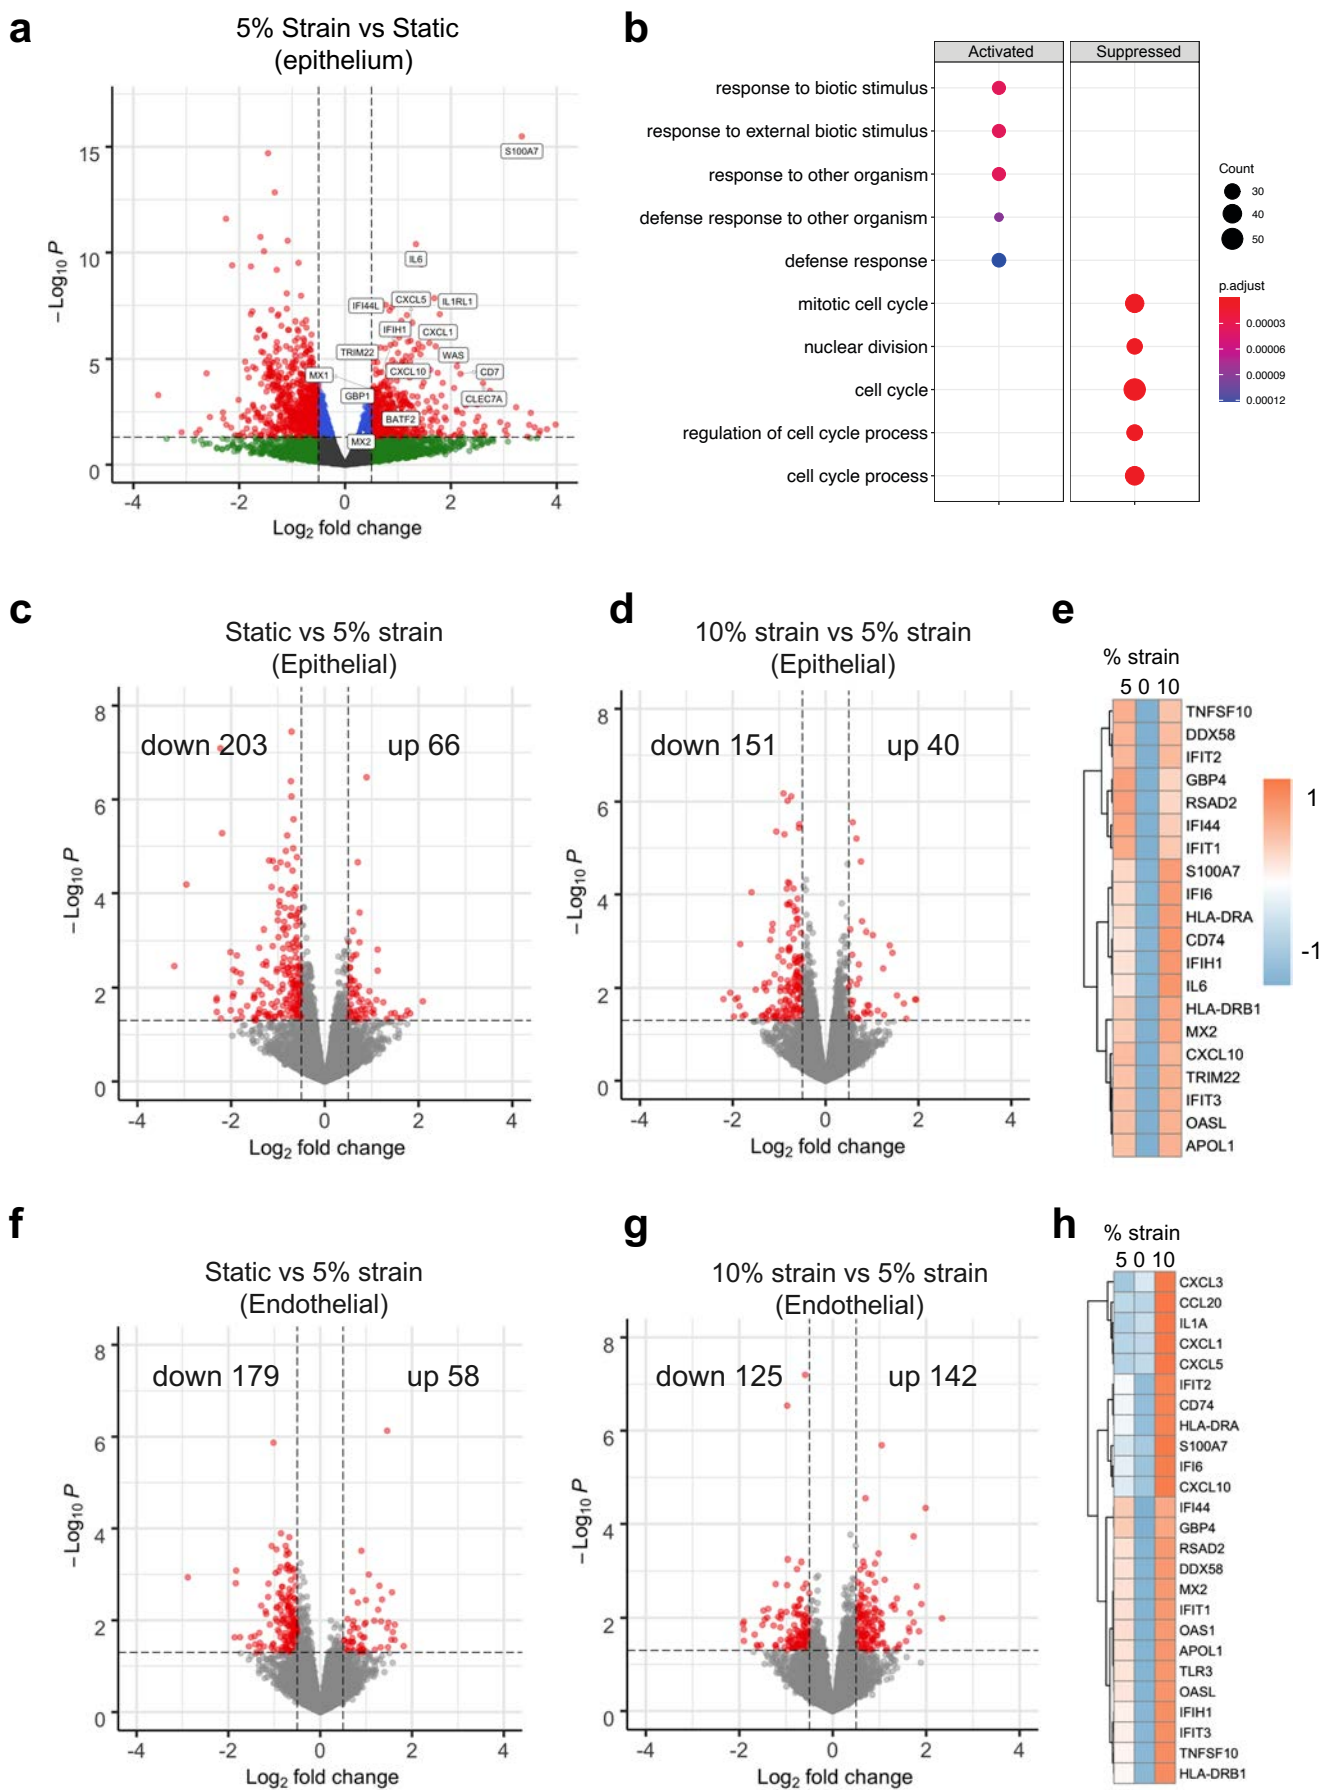 a
5% Strain vs Static
(epithelium)
15
10
5
0
−Log10 P
S100A7
IL6
CXCL5
IL1RL1
IFI44L
IFIH1
CXCL1
TRIM22
WAS
MX1
CXCL10
CD7
GBP1
CLEC7A
BATF2
MX2
-4 -2 0 2 4
Log2 fold change
b
Activated Suppressed
response to biotic stimulus
response to external biotic stimulus
response to other organism
defense response to other organism
defense response
mitotic cell cycle
nuclear division
cell cycle
regulation of cell cycle process
cell cycle process
Count
30
40
50
p.adjust
0.00003
0.00006
0.00009
0.00012
c
Static vs 5% strain
(Epithelial)
down 203 up 66
8
6
4
2
0
−Log10 P
-4 -2 0 2 4
Log2 fold change
d
10% strain vs 5% strain
(Epithelial)
down 151 up 40
8
6
4
2
0
−Log10 P
-4 -2 0 2 4
Log2 fold change
e
% strain
5 0 10
TNFSF10
DDX58
IFIT2
GBP4
RSAD2
IFI44
IFIT1
S100A7
IFI6
HLA-DRA
CD74
IFIH1
IL6
HLA-DRB1
MX2
CXCL10
TRIM22
IFIT3
OASL
APOL1
1
-1
f
Static vs 5% strain
(Endothelial)
down 179 up 58
8
6
4
2
0
−Log10 P
-4 -2 0 2 4
Log2 fold change
g
10% strain vs 5% strain
(Endothelial)
down 125 up 142
8
6
4
2
0
−Log10 P
-4 -2 0 2 4
Log2 fold change
h
% strain
5 0 10
CXCL3
CCL20
IL1A
CXCL1
CXCL5
IFIT2
CD74
HLA-DRA
S100A7
IFI6
CXCL10
IFI44
GBP4
RSAD2
DDX58
MX2
IFIT1
OAS1
APOL1
TLR3
OASL
IFIH1
IFIT3
TNFSF10
HLA-DRB1